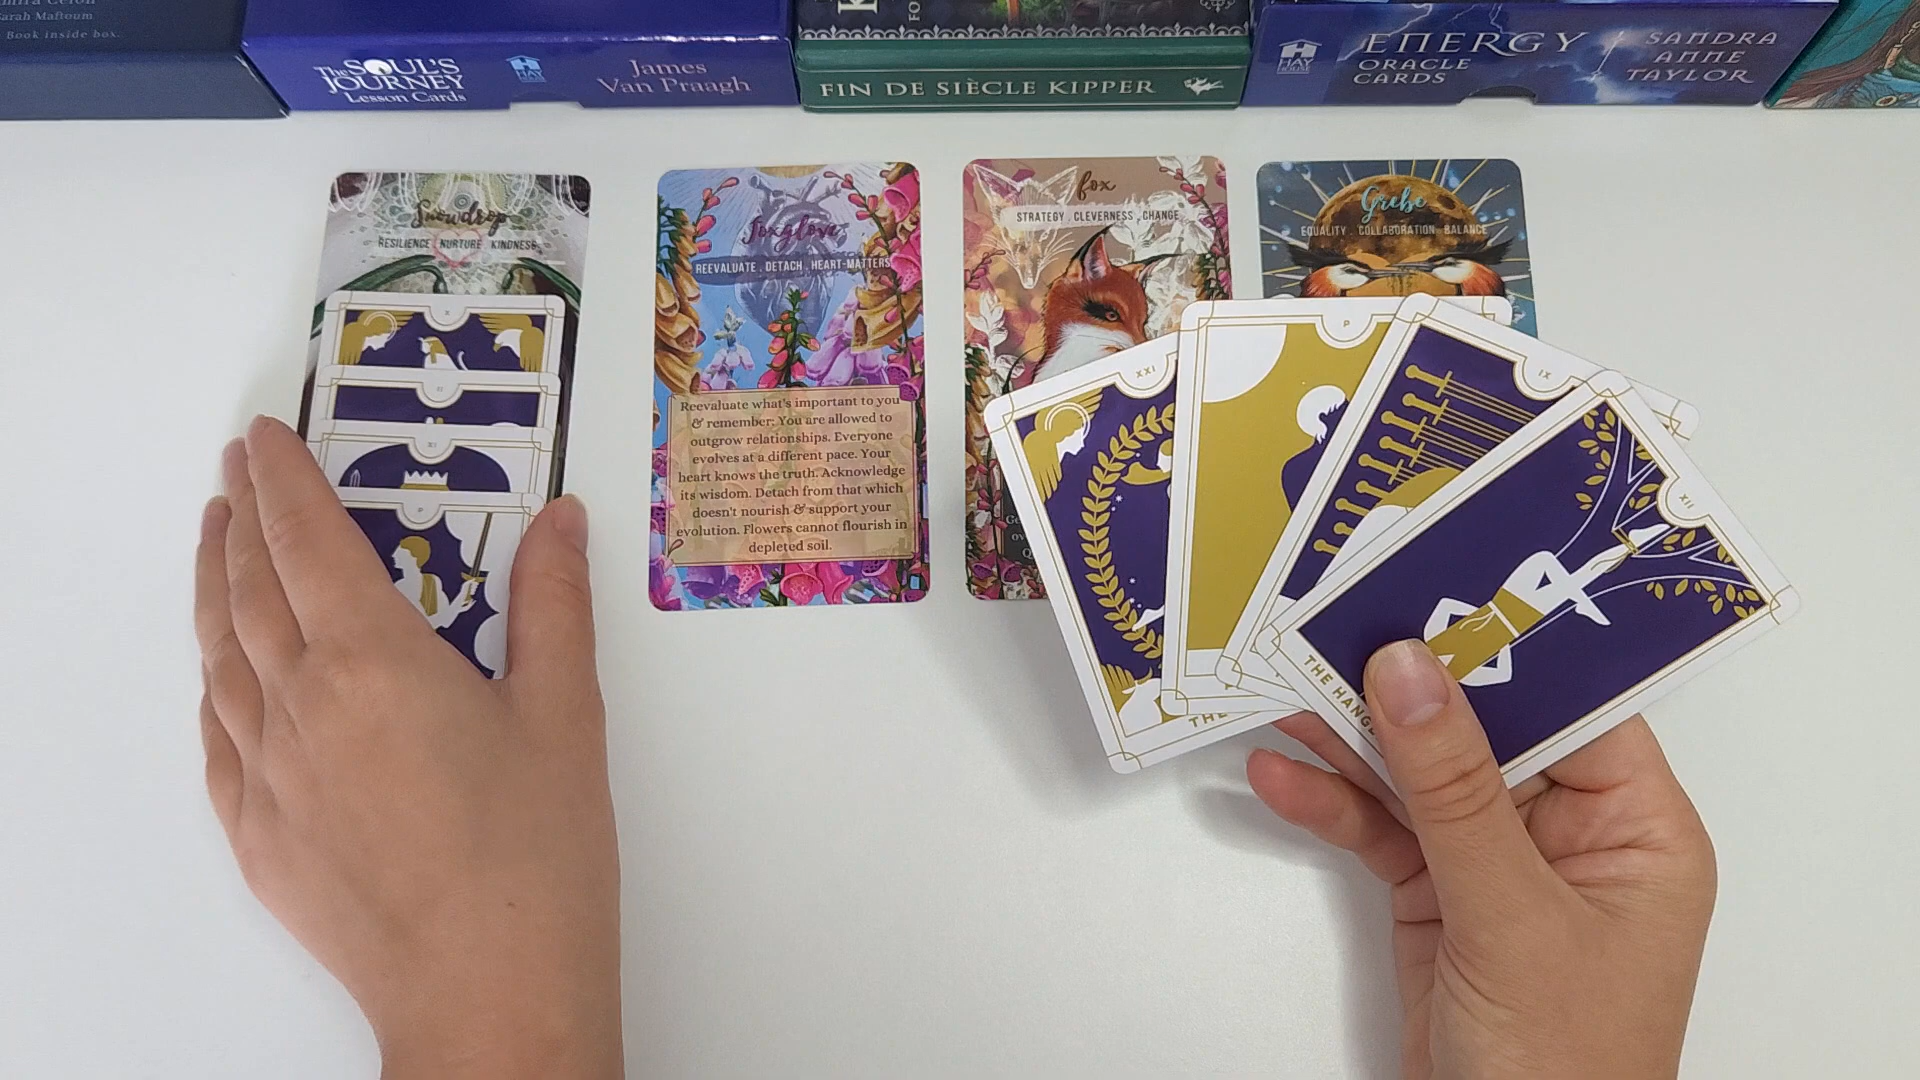 Sarah Maftoum
Book inside box.
The SOUL'S
JOURNEY
Lesson Cards
HAY
HOUSE
James
Van Praagh
FO
FIN DE SIÈCLE KIPPER
HAY
HOUSE
ENERGY
ORACLE
CARDS
SANDRA
ANNE
TAYLOR
Snowdrop
RESILIENCE NURTURE KINDNESS
Foxglove
REEVALUATE . DETACH . HEART-MATTERS
Reevaluate what's important to you
& remember: You are allowed to
outgrow relationships. Everyone
evolves at a different pace. Your
heart knows the truth. Acknowledge
its wisdom. Detach from that which
doesn't nourish & support your
evolution. Flowers cannot flourish in
depleted soil.
fox
STRATEGY . CLEVERNESS . CHANGE
Grebe
EQUALITY . COLLABORATION . BALANCE
X
II
XI
P
XXI
THE
P
IX
XII
THE HANG